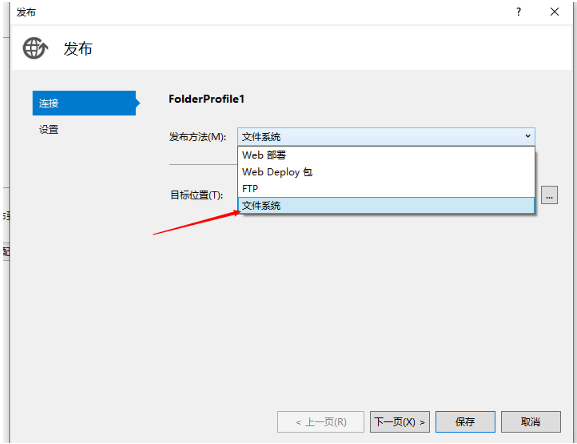 发布
?
发布
连接
设置
FolderProfile1
发布方法(M):
文件系统
Web 部署
Web Deploy 包
FTP
文件系统
目标位置(T):
...
配
< 上一页(R)
下一页(X) >
保存
取消